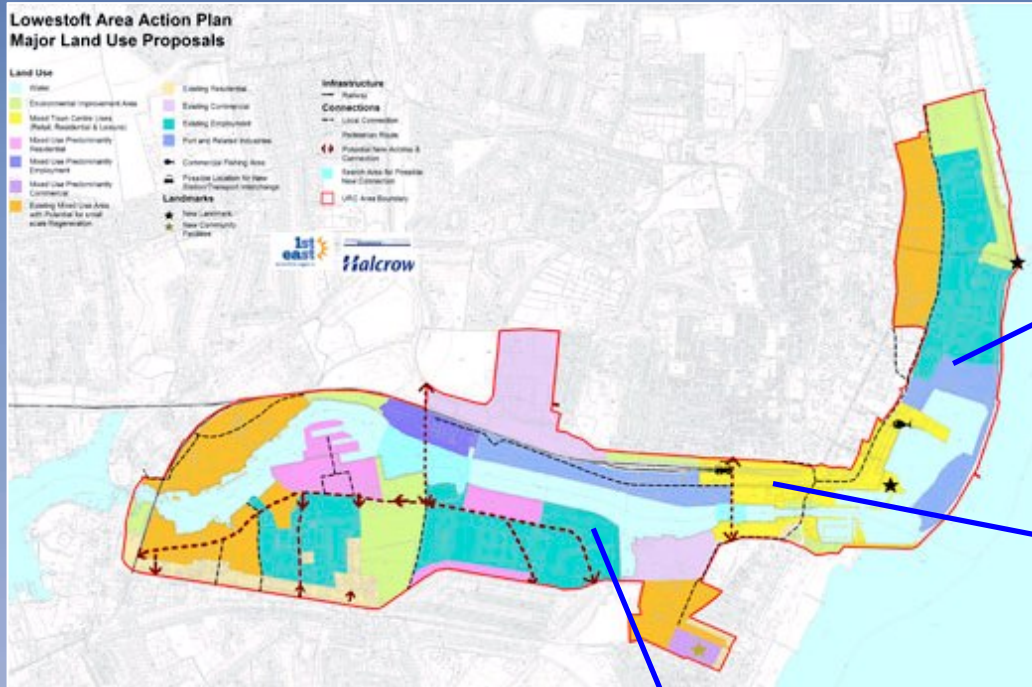 Lowestoft Area Action Plan
Major Land Use Proposals
Land Use
Water
Environmental Improvement Area
Mixed Town Centre Uses
(Retail, Residential & Leisure)
Mixed Use Predominantly
Residential
Mixed Use Predominantly
Employment
Mixed Use Predominantly
Commercial
Existing Mixed Use Area
with Potential for small
scale Regeneration
Existing Residential
Existing Commercial
Existing Employment
Port and Related Industries
Commercial Fishing Area
Possible Location for New
Station/Transport Interchange
Landmarks
New Landmark
New Community
Facilities
Infrastructure
Railway
Connections
Local Connection
Pedestrian Route
Potential New Access &
Connection
Search Area for Possible
New Connection
URC Area Boundary
1st
east
Halcrow